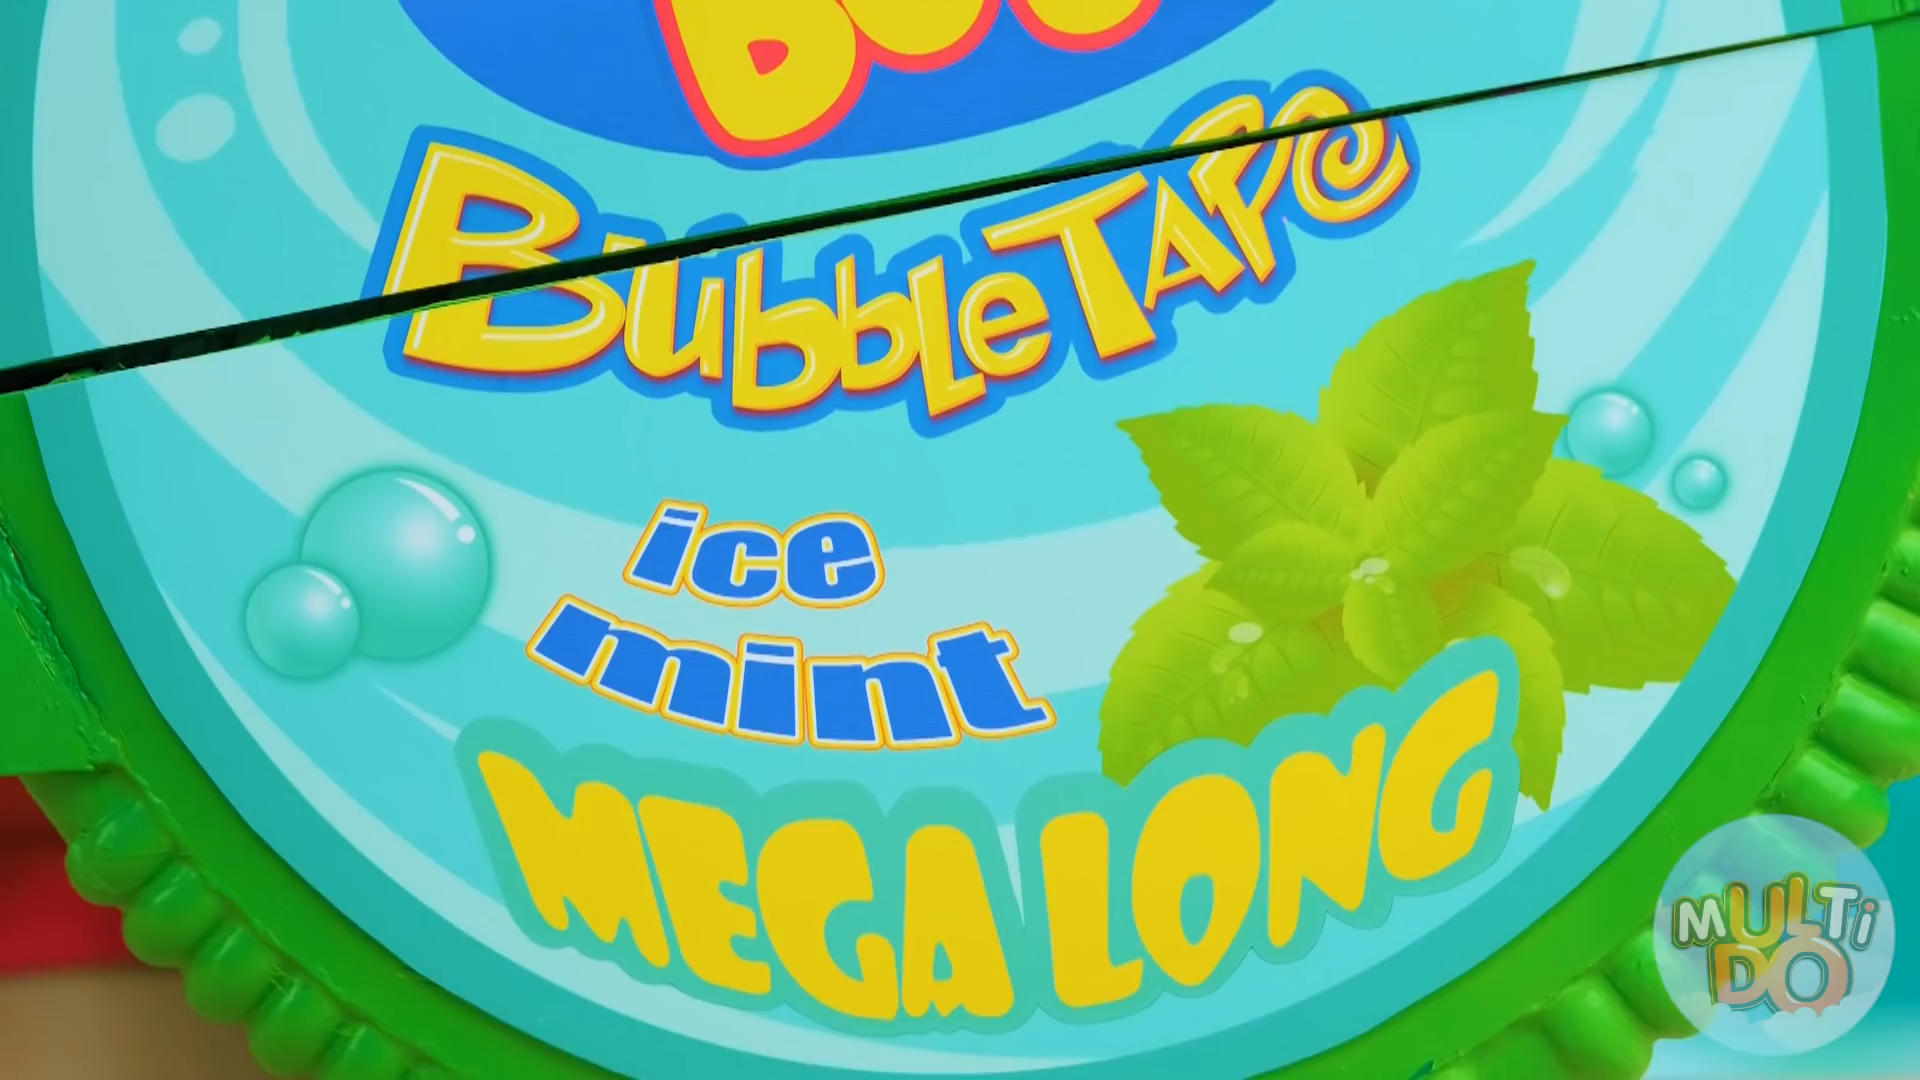 BubbleTAPe
ice
mint
MEGA LONG
MULTi
DO